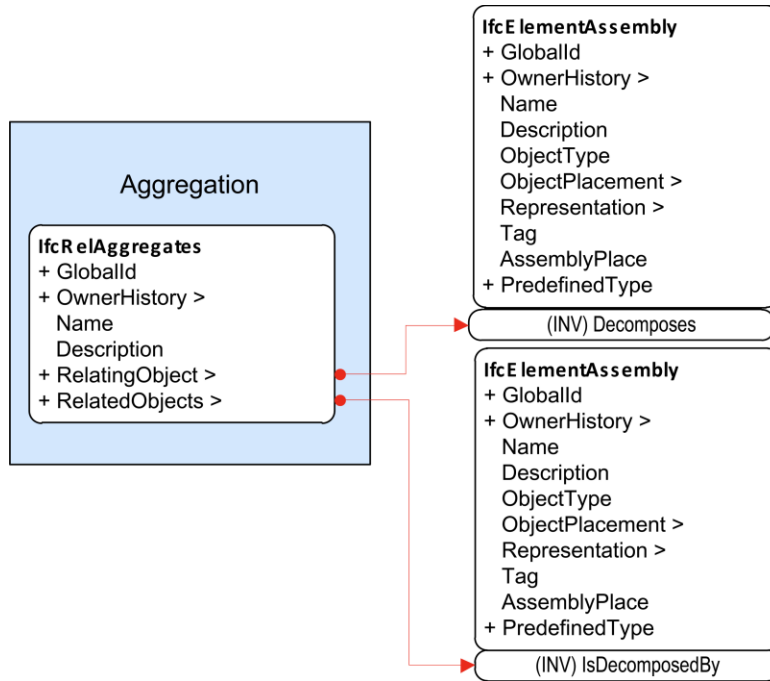 Aggregation
IfcRelAggregates
+ GlobalId
+ OwnerHistory >
Name
Description
+ RelatingObject >
+ RelatedObjects >
IfcElementAssembly
+ GlobalId
+ OwnerHistory >
Name
Description
ObjectType
ObjectPlacement >
Representation >
Tag
AssemblyPlace
+ PredefinedType
(INV) Decomposes
IfcElementAssembly
+ GlobalId
+ OwnerHistory >
Name
Description
ObjectType
ObjectPlacement >
Representation >
Tag
AssemblyPlace
+ PredefinedType
(INV) IsDecomposedBy